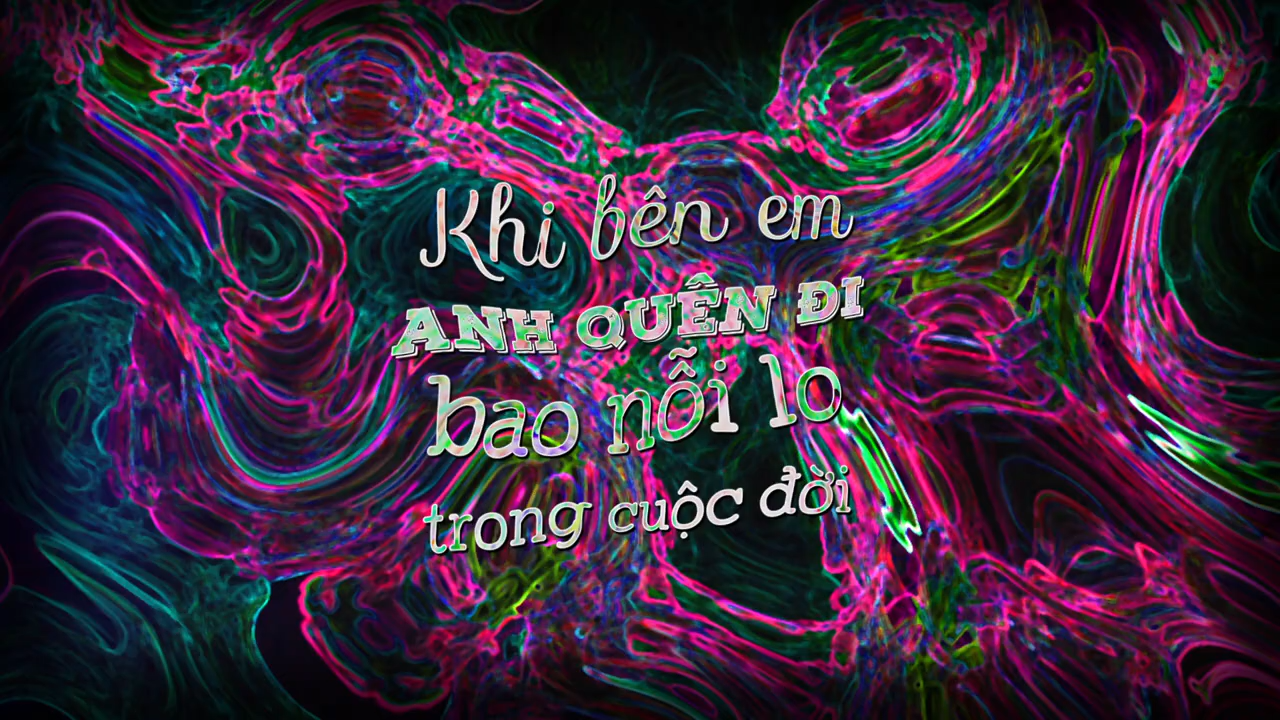 Khi bên em
ANH QUÊN ĐI
bao nỗi lo
trong cuộc đời